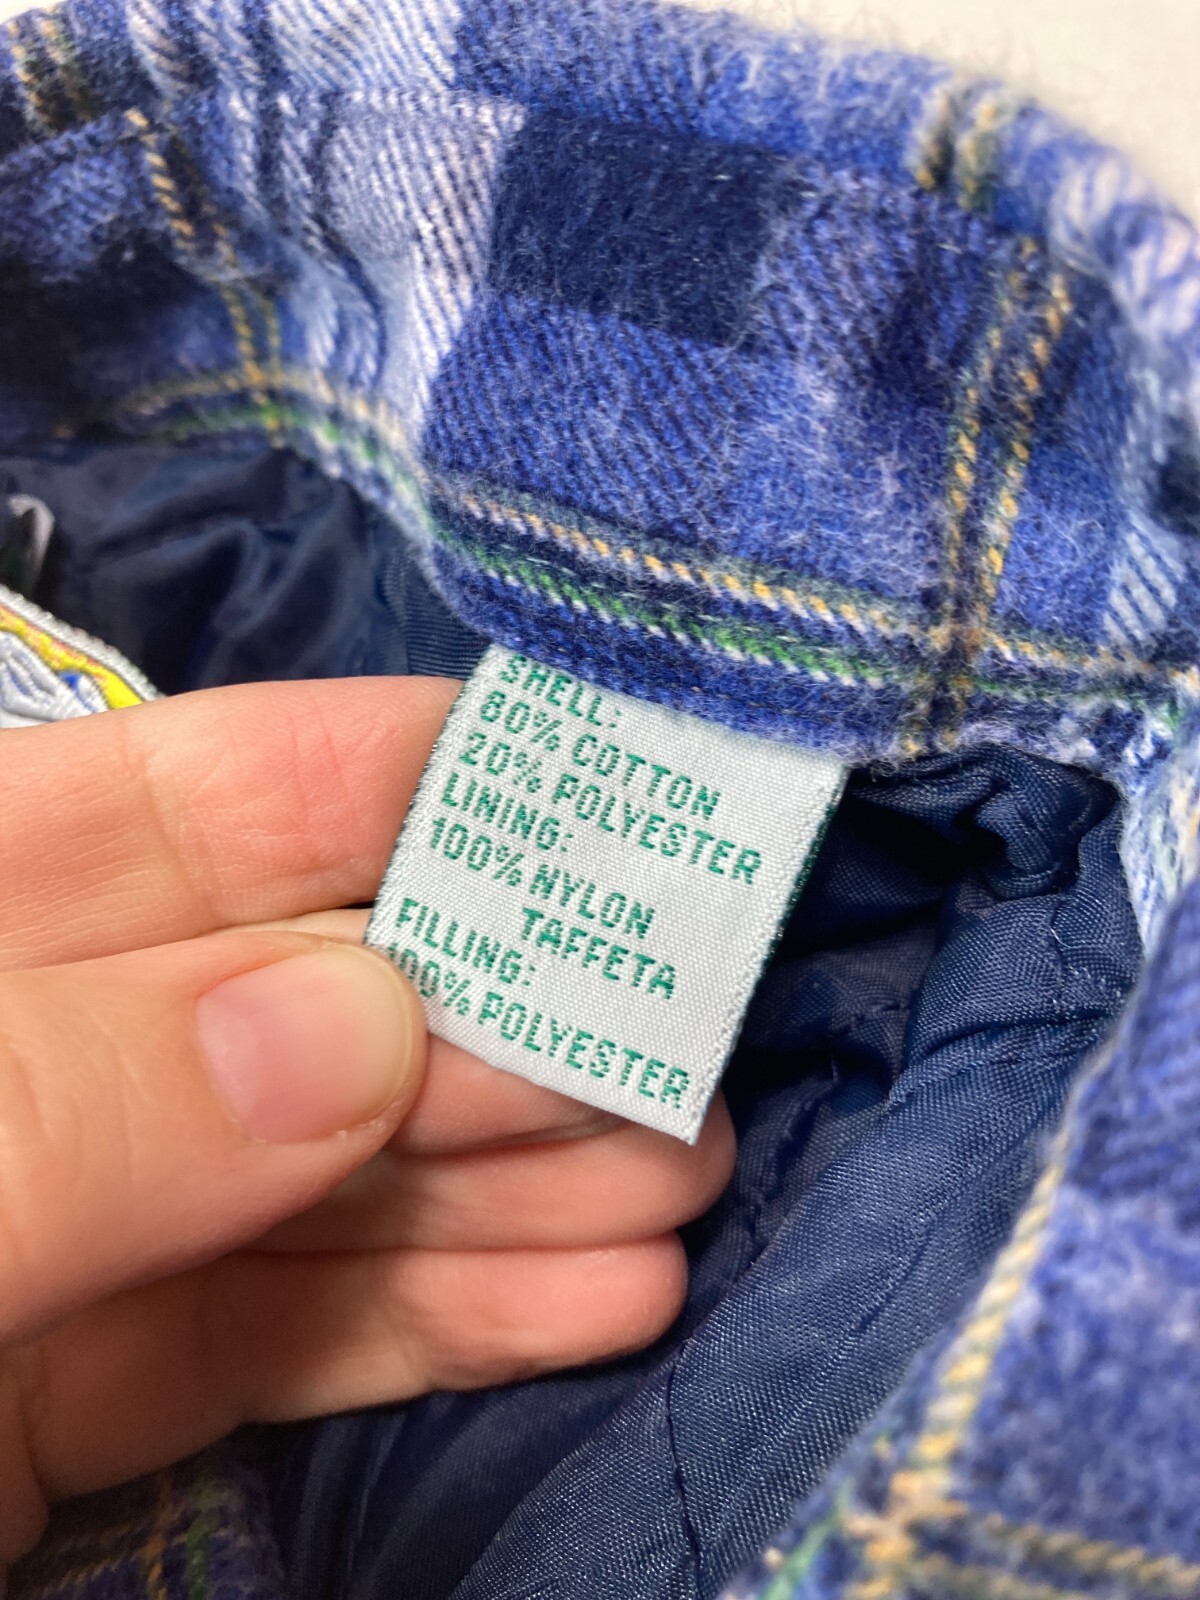 SHELL:
80% COTTON
20% POLYESTER
LINING:
100% NYLON
TAFFETA
FILLING:
100% POLYESTER